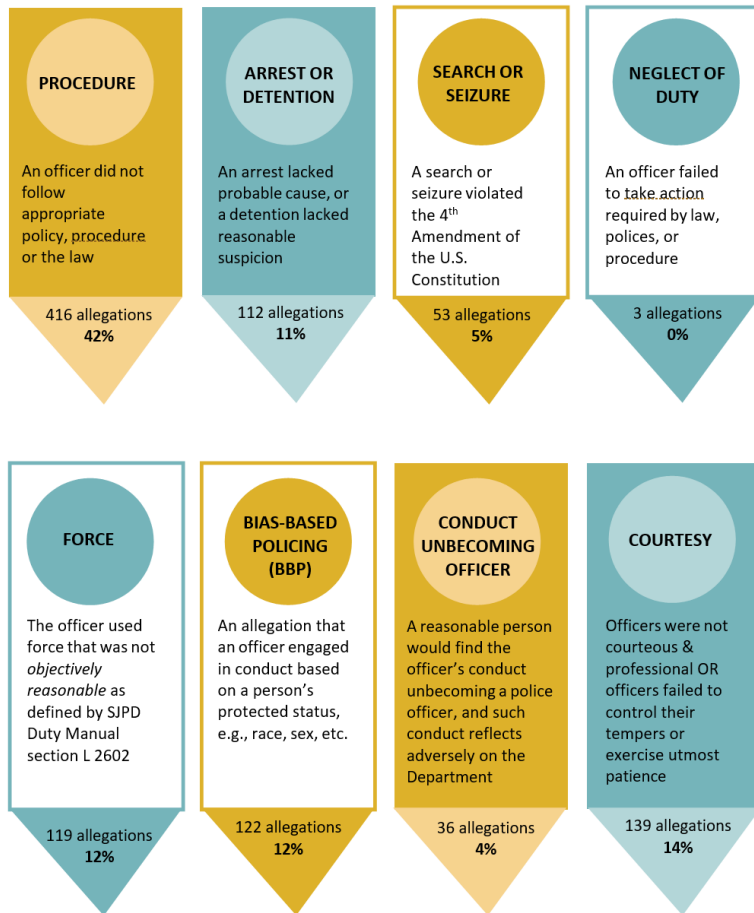 PROCEDURE
An officer did not
follow
appropriate
policy, procedure
or the law
416 allegations
42%
ARREST OR
DETENTION
An arrest lacked
probable cause, or
a detention lacked
reasonable
suspicion
112 allegations
11%
SEARCH OR
SEIZURE
A search or
seizure violated
the 4th
Amendment of
the U.S.
Constitution
53 allegations
5%
NEGLECT OF
DUTY
An officer failed
to take action
required by law,
polices, or
procedure
3 allegations
0%
FORCE
The officer used
force that was not
objectively
reasonable as
defined by SJPD
Duty Manual
section L 2602
119 allegations
12%
BIAS-BASED
POLICING
(BBP)
An allegation that
an officer engaged
in conduct based
on a person's
protected status,
e.g., race, sex, etc.
122 allegations
12%
CONDUCT
UNBECOMING
OFFICER
A reasonable person
would find the
officer's conduct
unbecoming a police
officer, and such
conduct reflects
adversely on the
Department
36 allegations
4%
COURTESY
Officers were not
courteous &
professional OR
officers failed to
control their
tempers or
exercise utmost
patience
139 allegations
14%